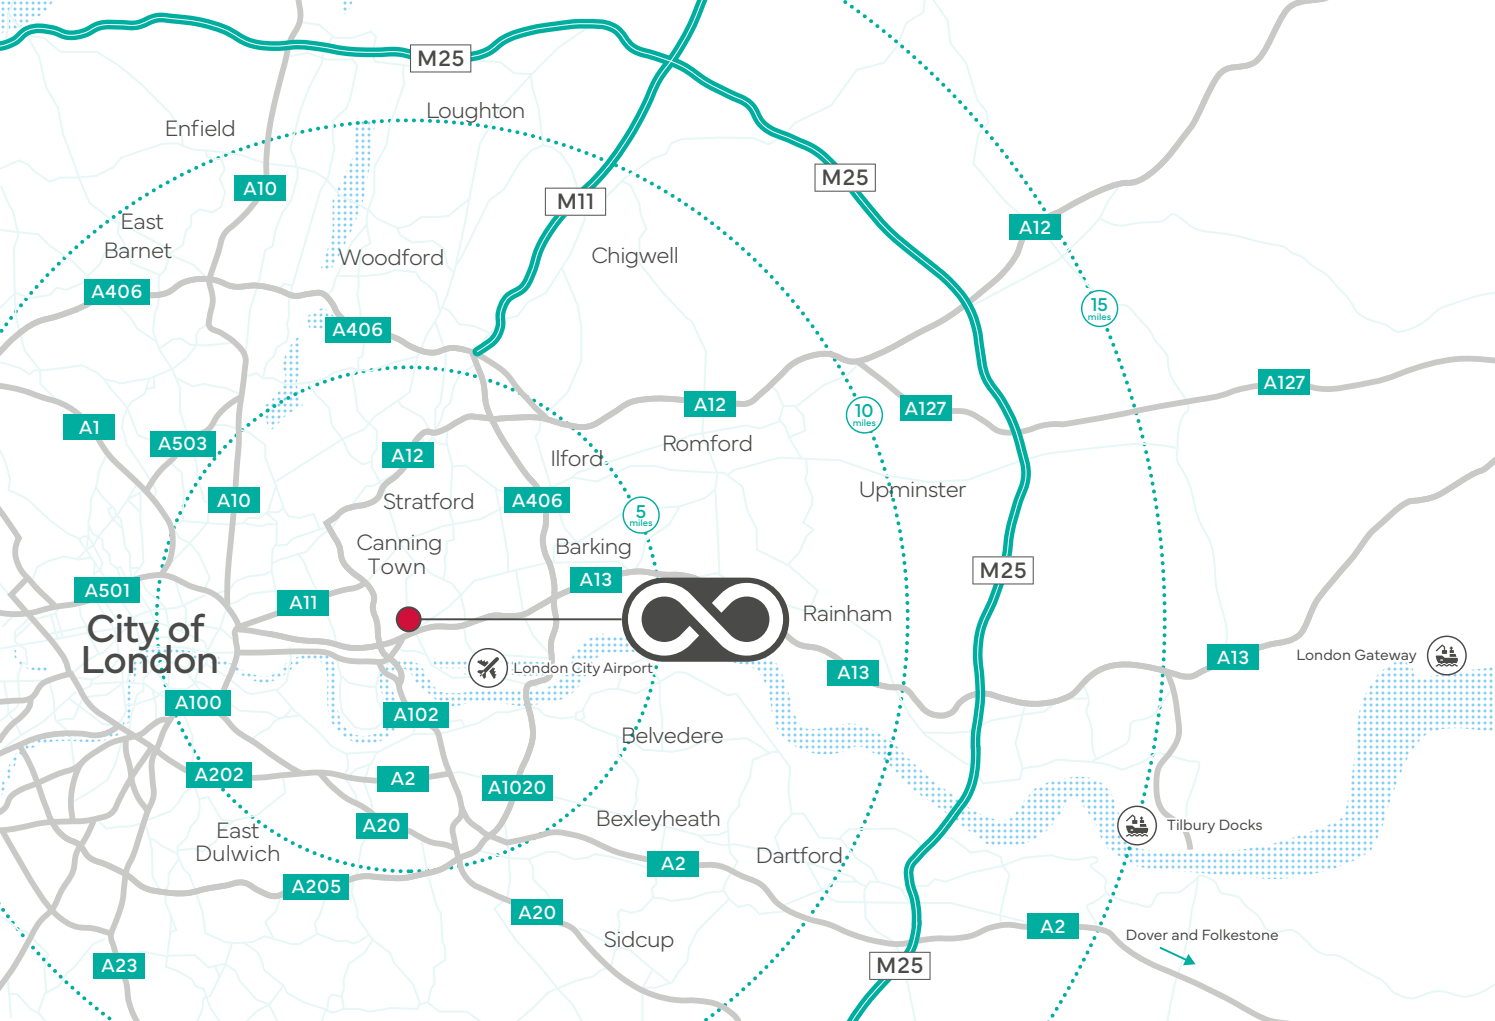 M25
Loughton
Enfield
M25
A10
M11
East
Barnet
A12
Woodford
Chigwell
A406
15
miles
A406
A127
A12
10
miles
A127
A1
A503
Romford
A12
Ilford
Upminster
A10
Stratford
A406
5
miles
Canning
Town
Barking
M25
A13
A501
A11
Rainham
City of
London
London City Airport
A13
A13
London Gateway
A100
A102
Belvedere
A202
A2
A1020
Bexleyheath
A20
Tilbury Docks
East
Dulwich
Dartford
A2
A205
A20
A2
Dover and Folkestone
Sidcup
A23
M25